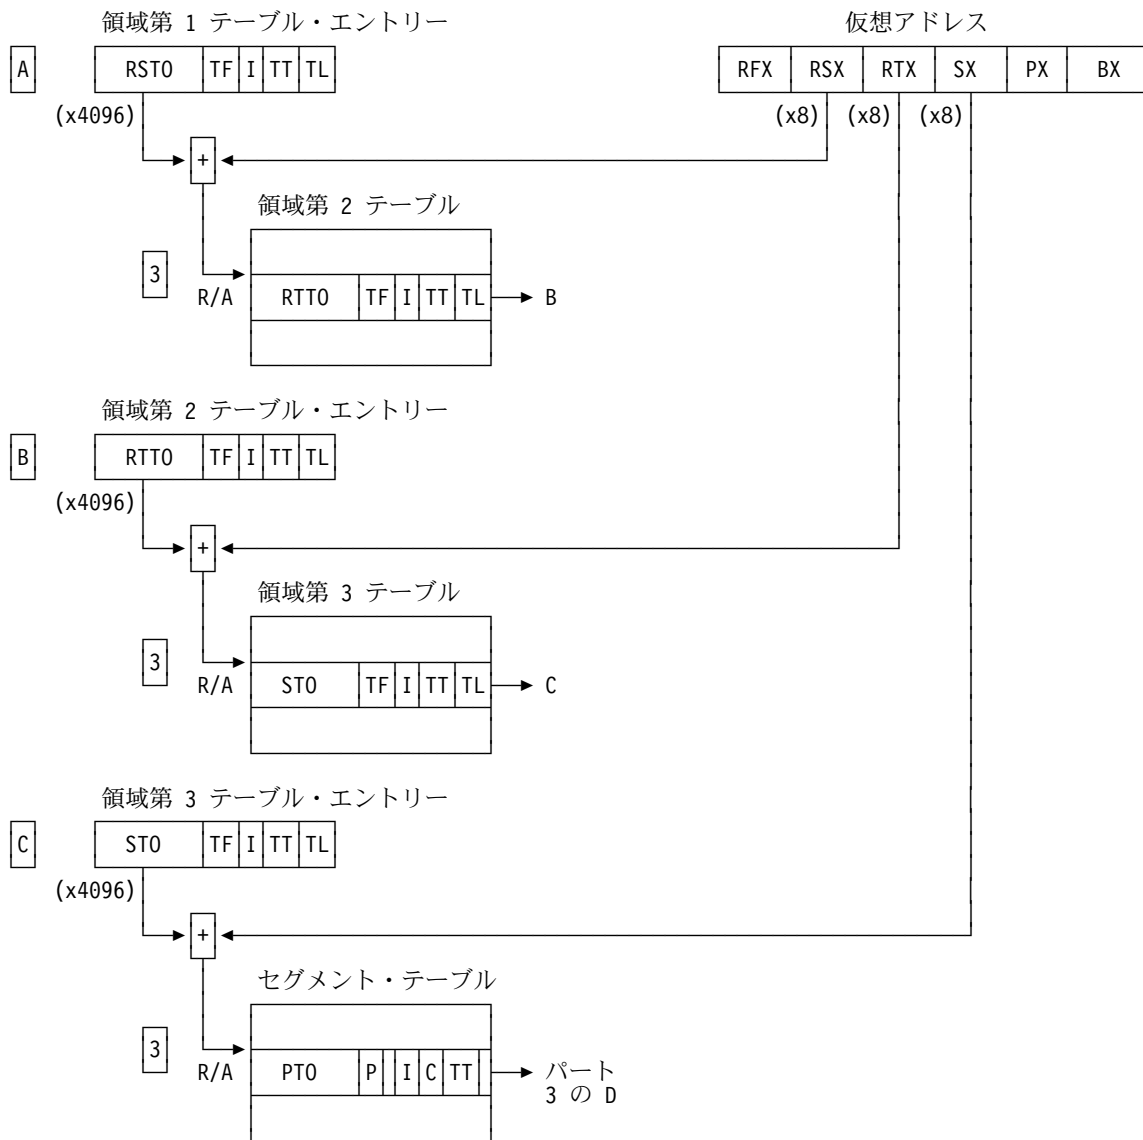 領域第 1 テーブル・エントリー 仮想アドレス
A RSTO TF I TT TL RFX RSX RTX SX PX BX
(x4096) (x8) (x8) (x8)
+
領域第 2 テーブル
3 R/A RTTO TF I TT TL B
領域第 2 テーブル・エントリー
B RTTO TF I TT TL
(x4096)
+
領域第 3 テーブル
3 R/A STO TF I TT TL C
領域第 3 テーブル・エントリー
C STO TF I TT TL
(x4096)
+
セグメント・テーブル
3 R/A PTO P I C TT パート
3 の D